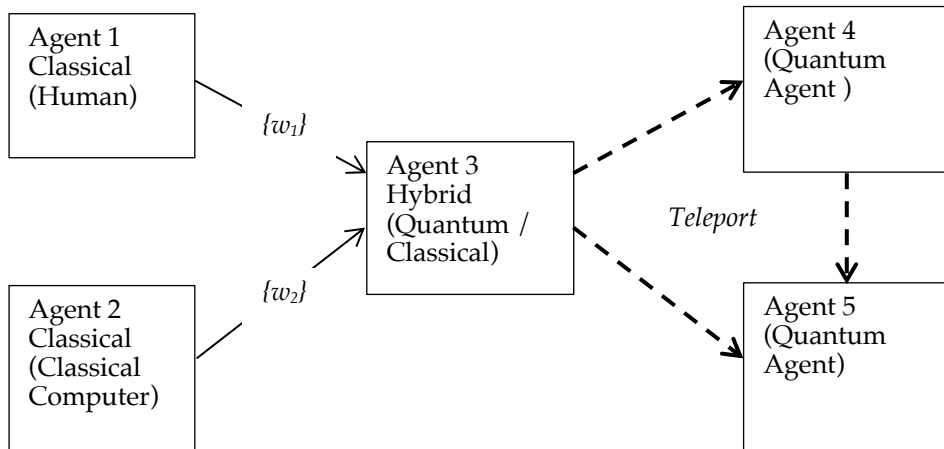 Agent 1
Classical
(Human)
{w1}
Agent 2
Classical
(Classical
Computer)
{w2}
Agent 3
Hybrid
(Quantum /
Classical)
Agent 4
(Quantum
Agent )
Teleport
Agent 5
(Quantum
Agent)